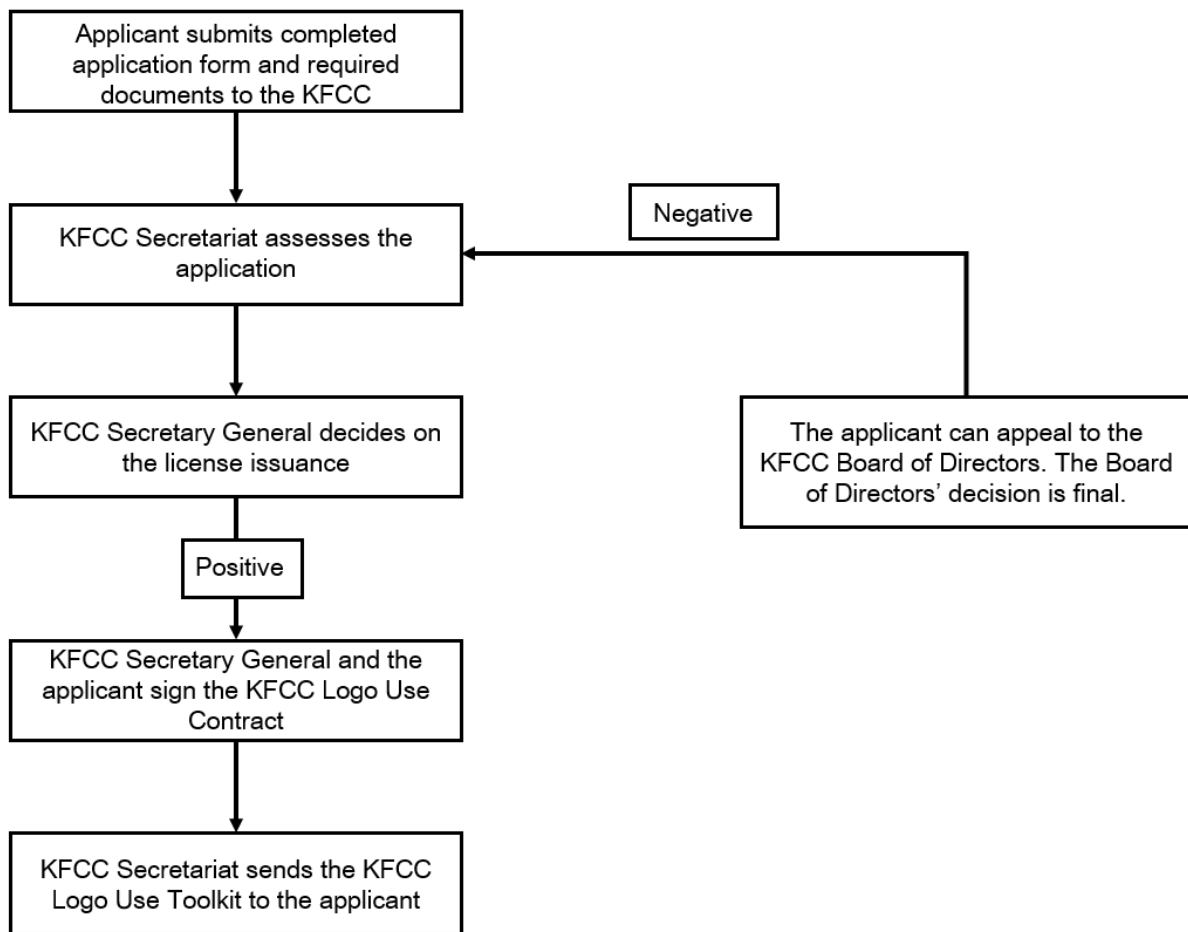 Applicant submits completed
application form and required
documents to the KFCC
Negative
KFCC Secretariat assesses the
application
KFCC Secretary General decides on
the license issuance
The applicant can appeal to the
KFCC Board of Directors. The Board
of Directors’ decision is final.
Positive
KFCC Secretary General and the
applicant sign the KFCC Logo Use
Contract
KFCC Secretariat sends the KFCC
Logo Use Toolkit to the applicant